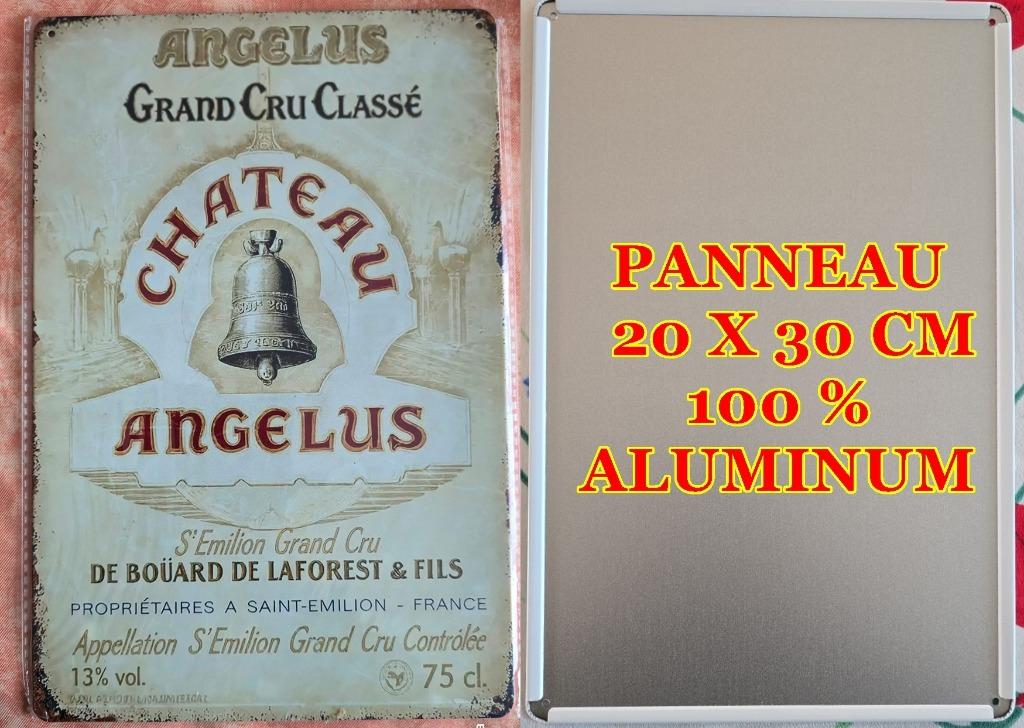 ANGELUS
GRAND CRU CLASSÉ
CHATEAU
ANGELUS
S'Emilion Grand Cru
DE BOÜARD DE LAFOREST & FILS
PROPRIÉTAIRES A SAINT-EMILION - FRANCE
Appellation S'Emilion Grand Cru Contrôlée
13% vol.
75 cl.
PANNEAU
20 X 30 CM
100 %
ALUMINUM